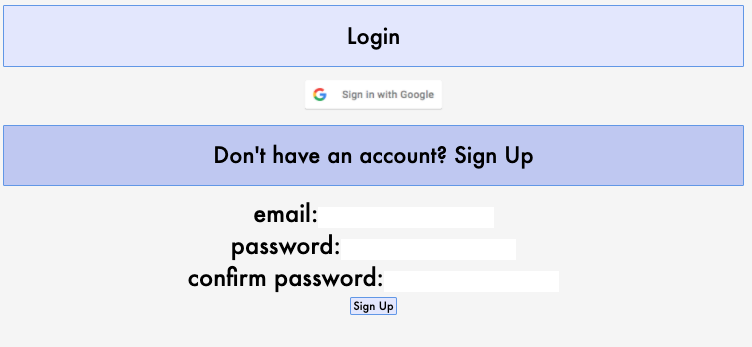 Login
Sign in with Google
Don't have an account? Sign Up
email:
password:
confirm password:
Sign Up